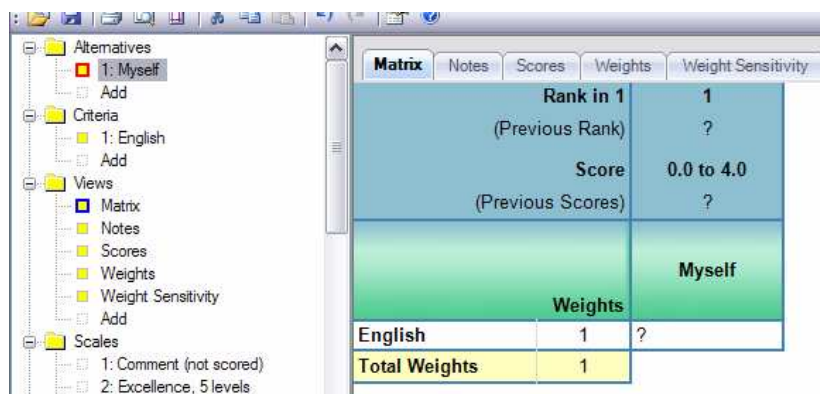 Alternatives
1: Myself
Add
Criteria
1: English
Add
Views
Matrix
Notes
Scores
Weights
Weight Sensitivity
Add
Scales
1: Comment (not scored)
2: Excellence, 5 levels
Matrix Notes Scores Weights Weight Sensitivity
Rank in 1 1
(Previous Rank) ?
Score 0.0 to 4.0
(Previous Scores) ?
Myself
Weights
English 1 ?
Total Weights 1